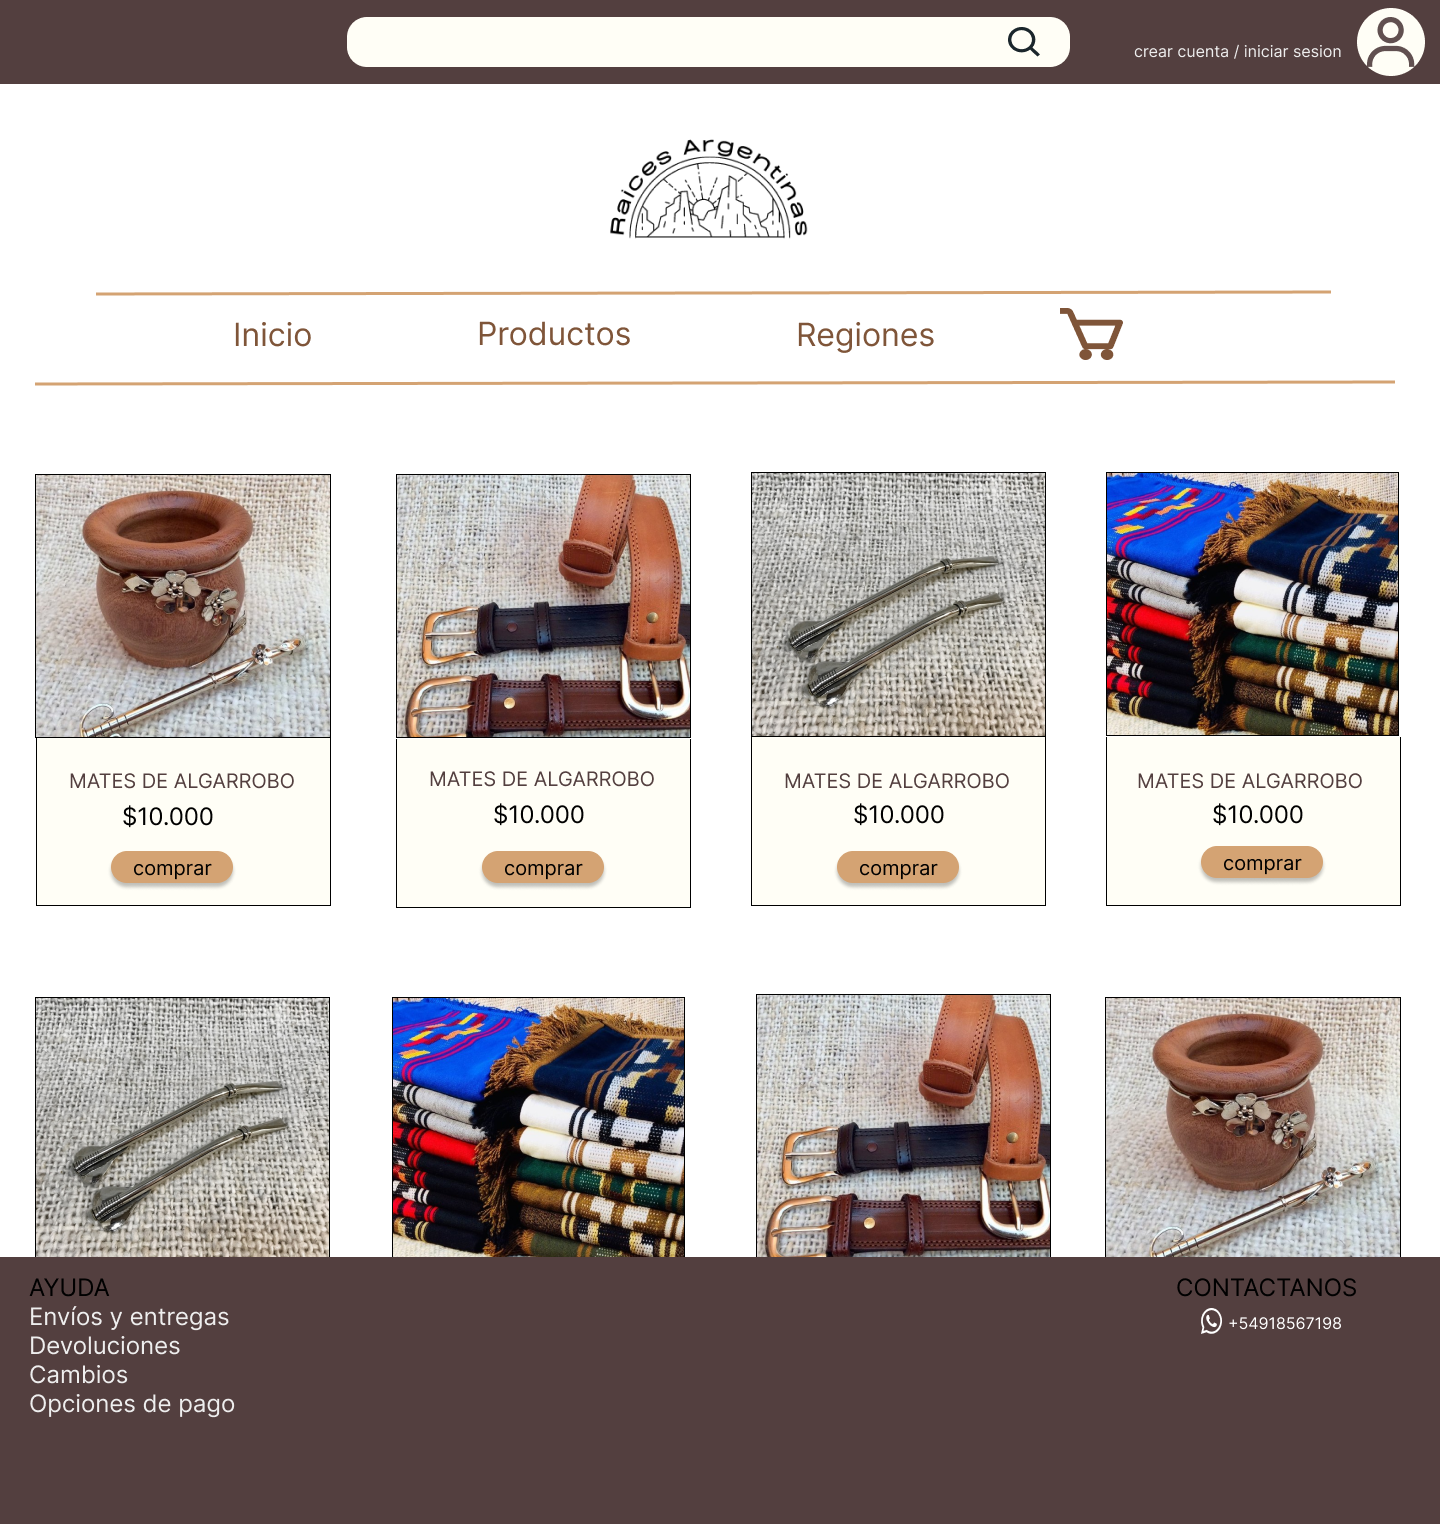 crear cuenta / iniciar sesion
Raices Argentinas
Inicio
Productos
Regiones
MATES DE ALGARROBO
$10.000
comprar
MATES DE ALGARROBO
$10.000
comprar
MATES DE ALGARROBO
$10.000
comprar
MATES DE ALGARROBO
$10.000
comprar
AYUDA
Envíos y entregas
Devoluciones
Cambios
Opciones de pago
CONTACTANOS
+54918567198